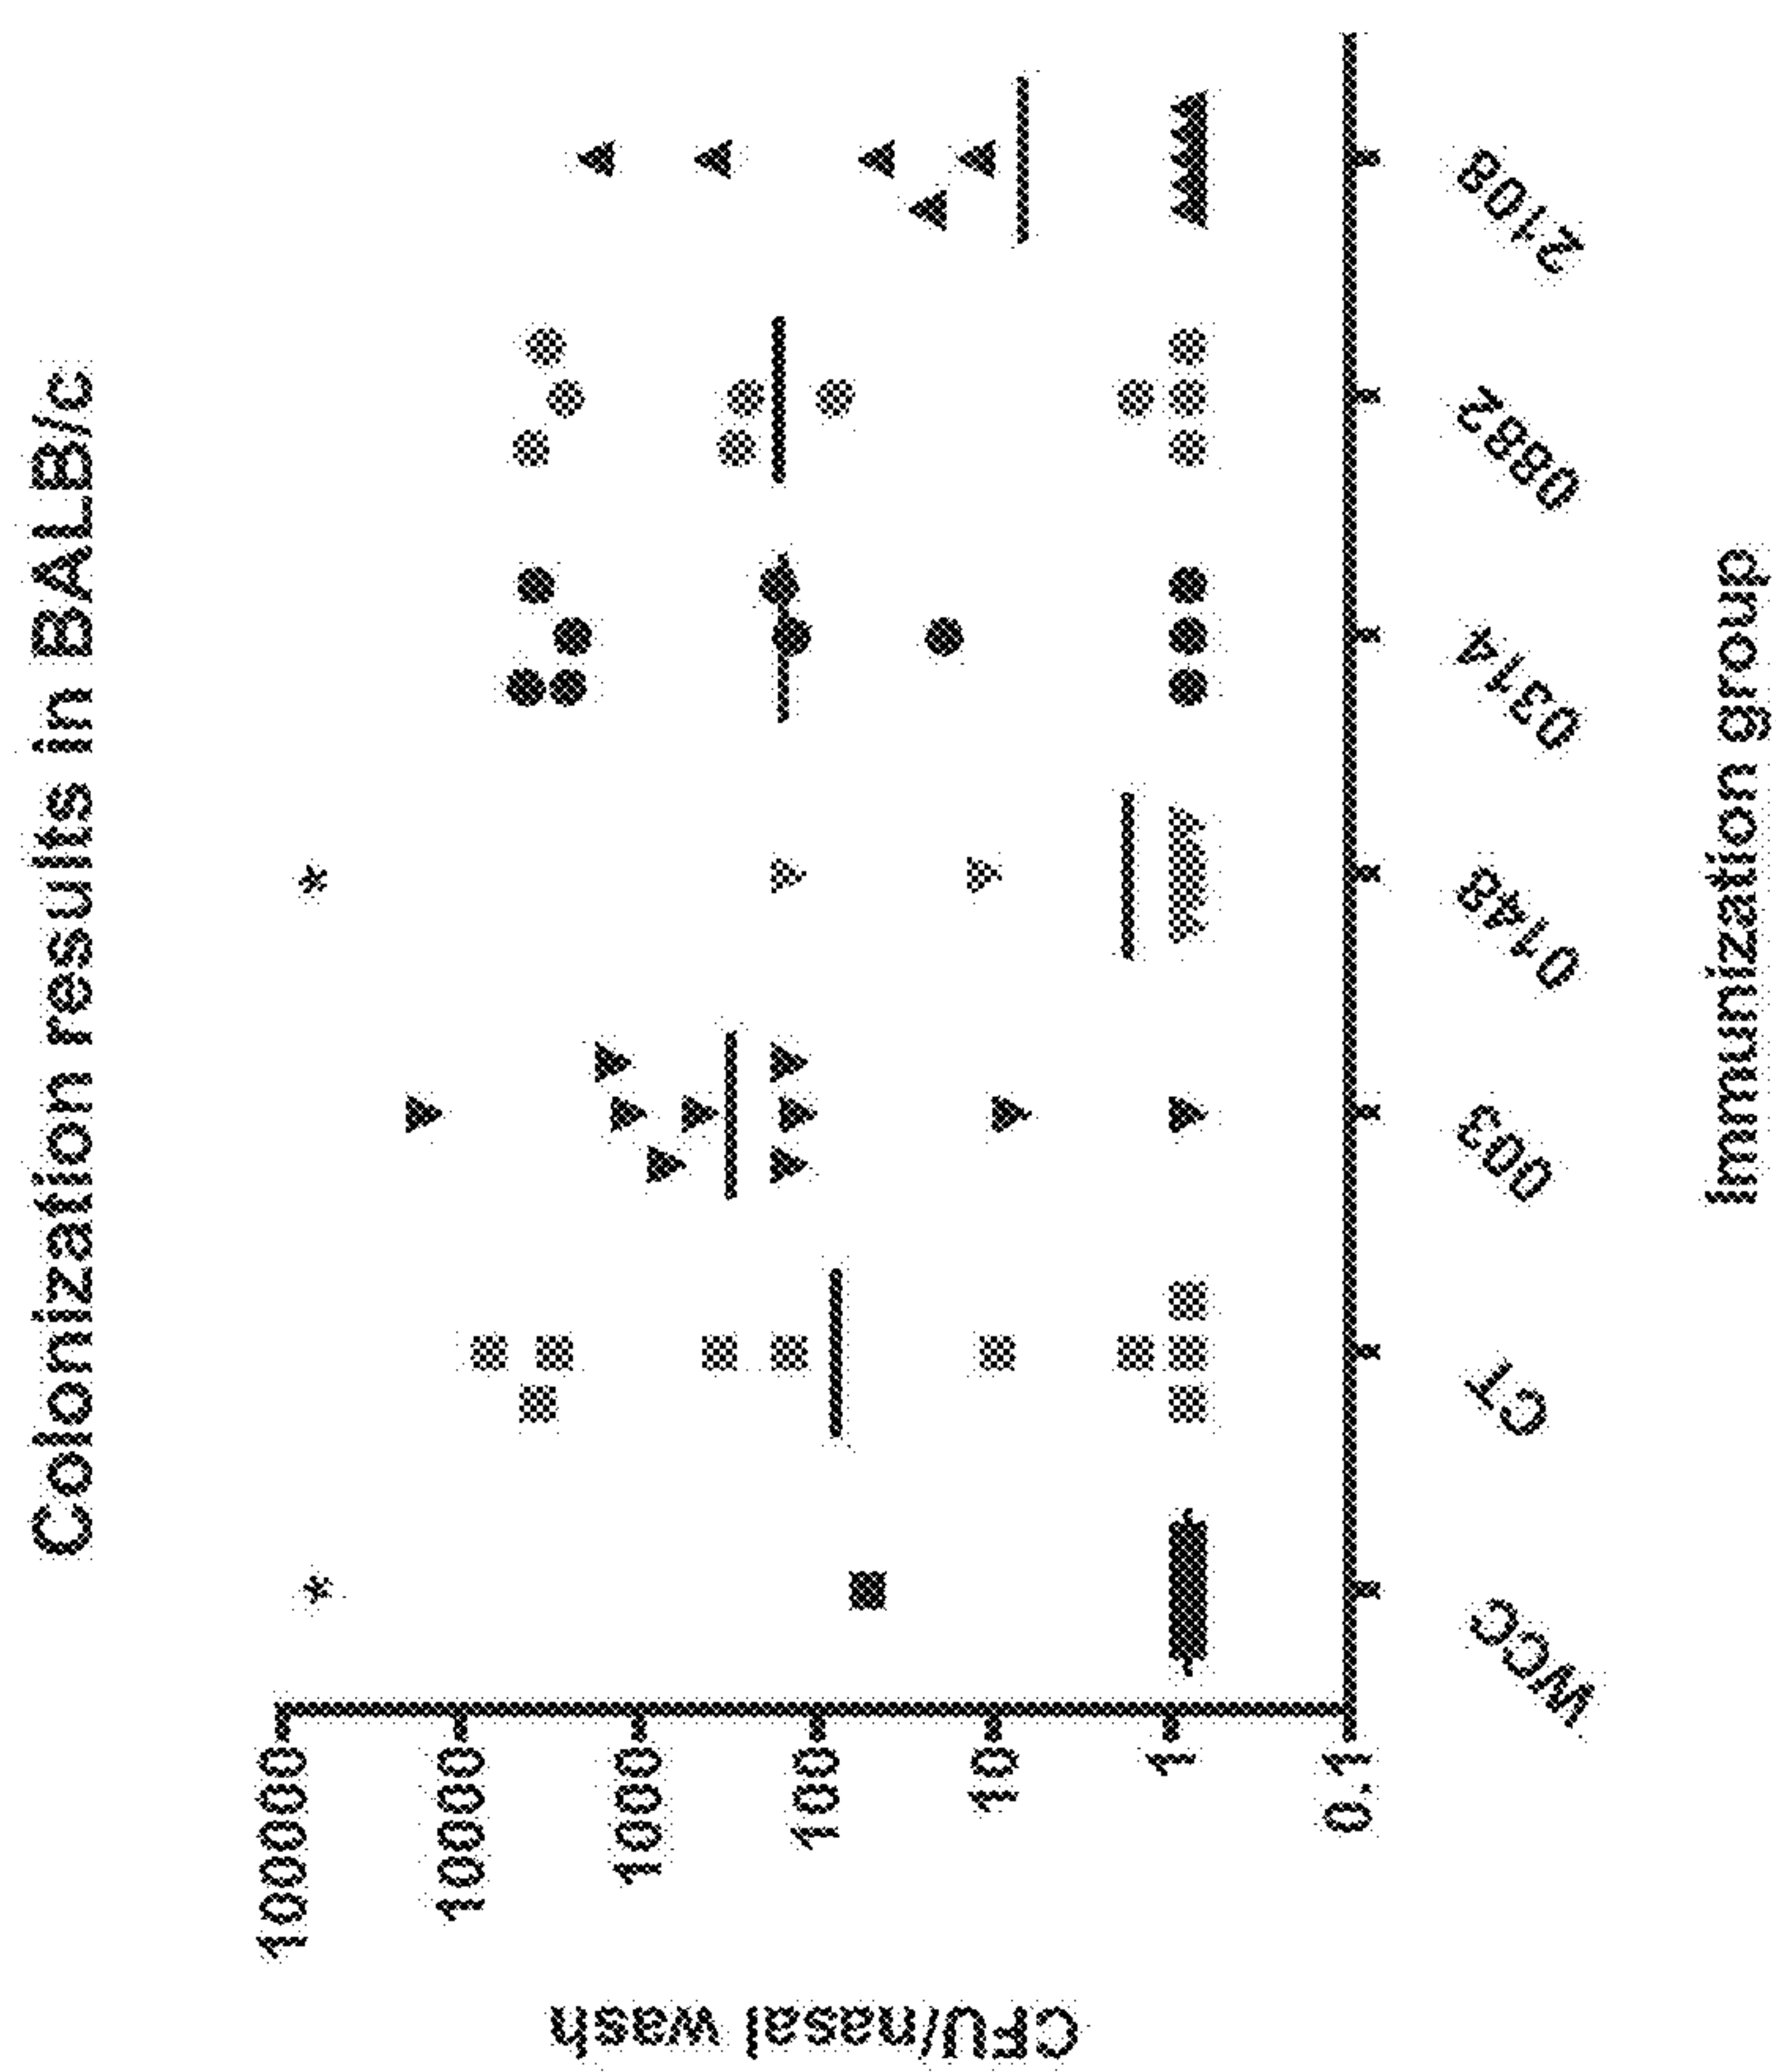 Colonization results in BALB/c
CFU/nasal wash
100000
10000
1000
100
10
1
0.1
*
*
WCC
CT
003
0148
0314
0882
2108
Immunization group